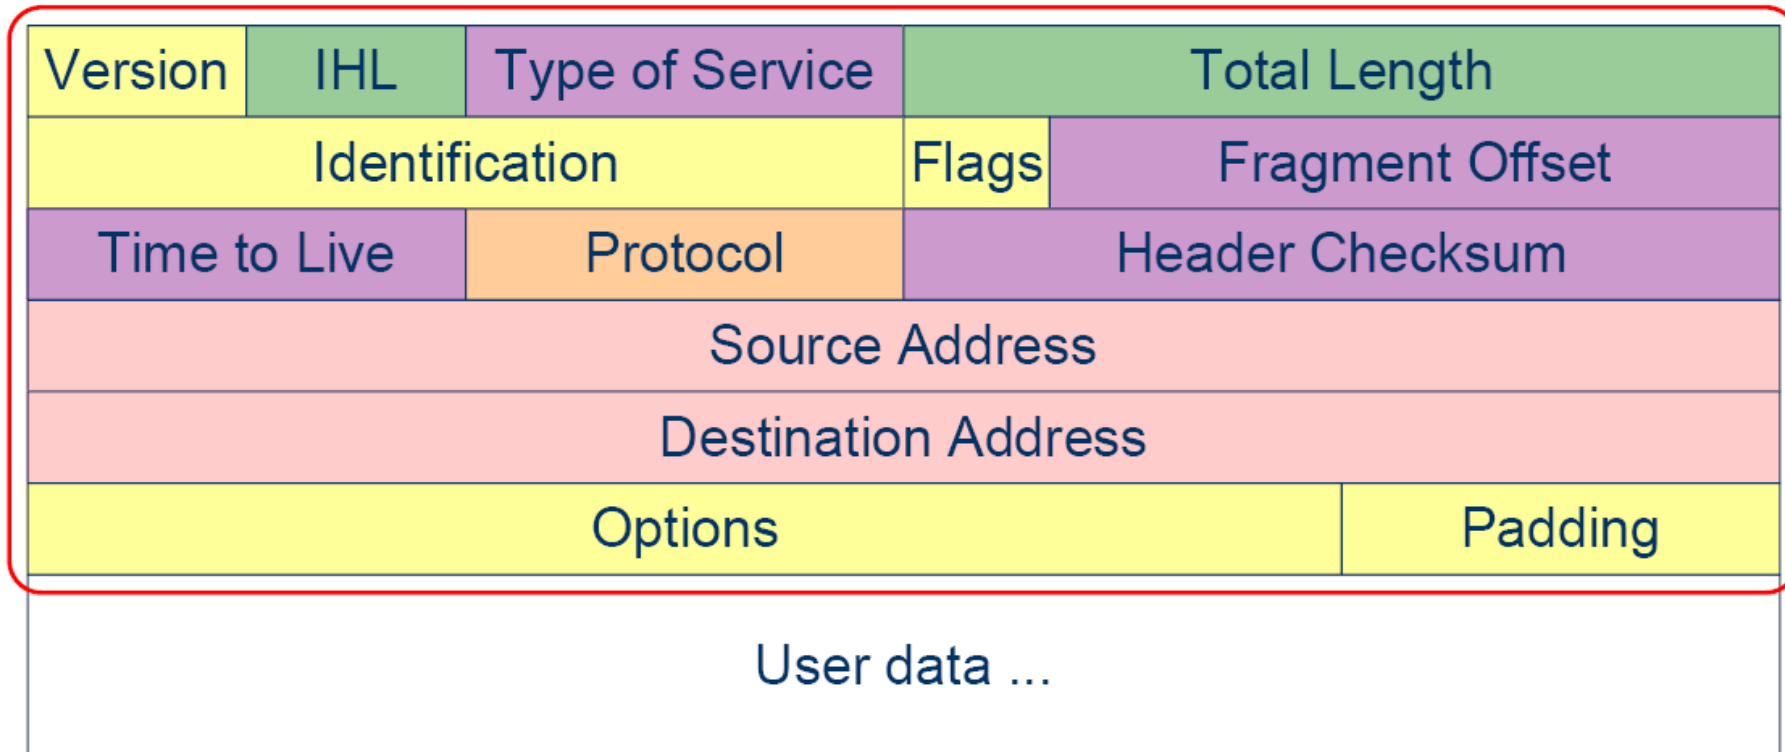 Version IHL Type of Service Total Length
Identification Flags Fragment Offset
Time to Live Protocol Header Checksum
Source Address
Destination Address
Options Padding
User data ...